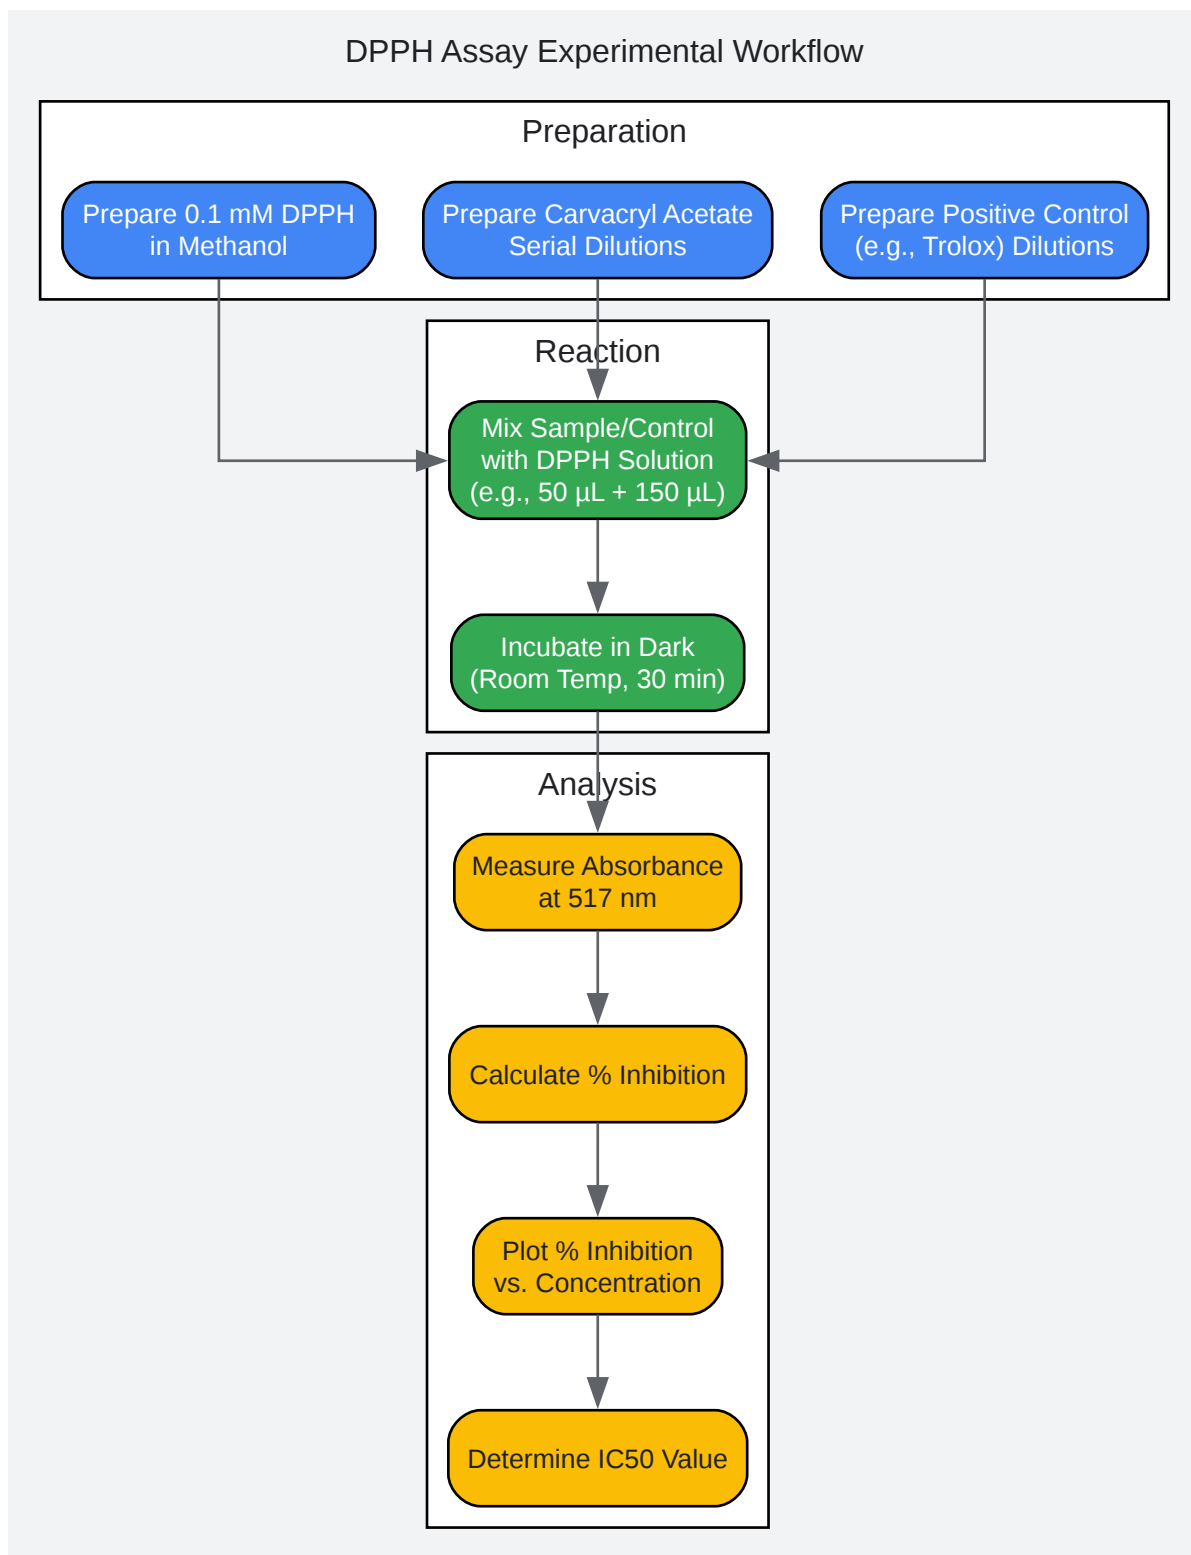 DPPH Assay Experimental Workflow
Preparation
Prepare 0.1 mM DPPH
in Methanol
Prepare Carvacryl Acetate
Serial Dilutions
Prepare Positive Control
(e.g., Trolox) Dilutions
Reaction
Mix Sample/Control
with DPPH Solution
(e.g., 50 µL + 150 µL)
Incubate in Dark
(Room Temp, 30 min)
Analysis
Measure Absorbance
at 517 nm
Calculate % Inhibition
Plot % Inhibition
vs. Concentration
Determine IC50 Value